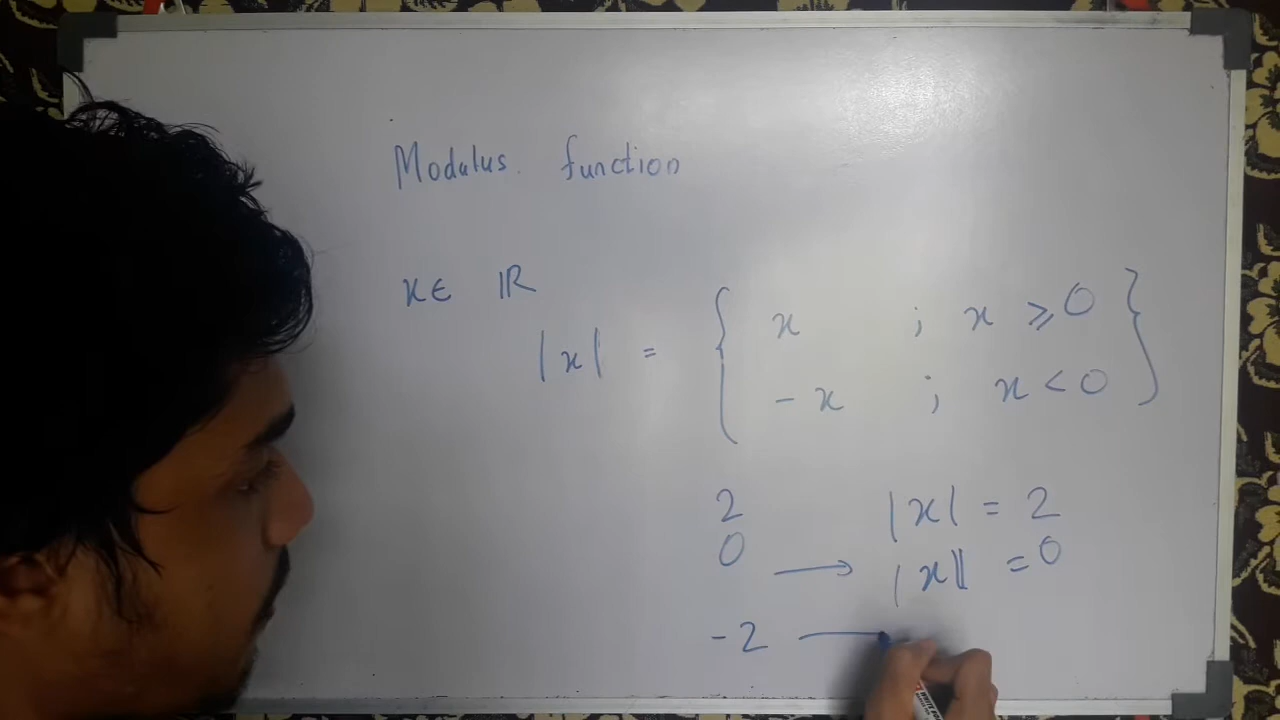 Modulus. function
x ∈ ℝ
|x| = { x ; x ⩾ 0
-x ; x < 0 }
2 |x| = 2
0 → |x| = 0
-2 →